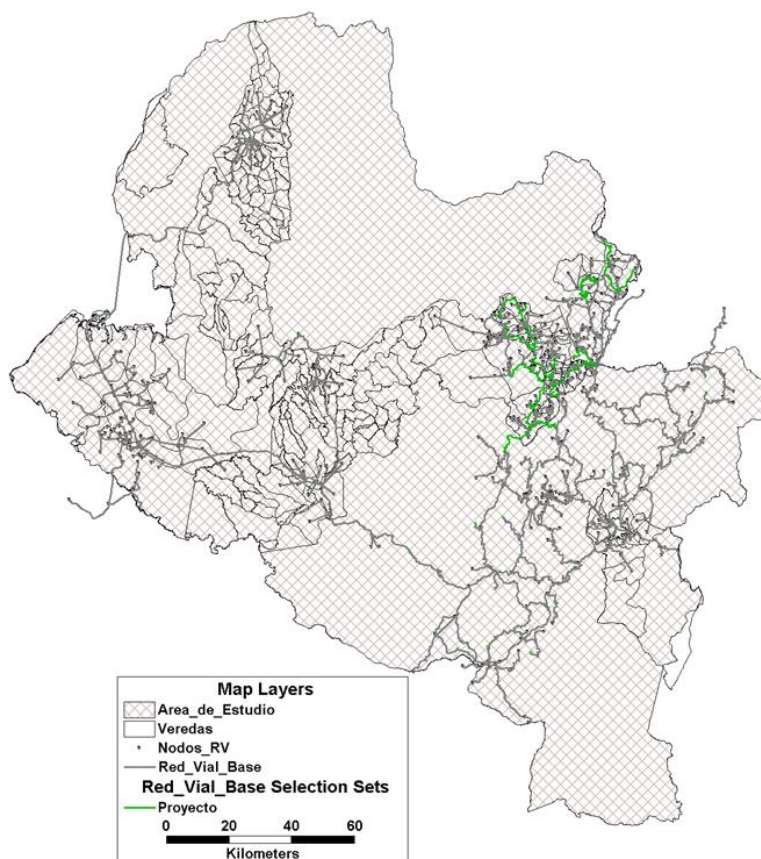 Map Layers
Area_de_Estudio
Veredas
Nodos_RV
Red_Vial_Base
Red_Vial_Base Selection Sets
Proyecto
0 20 40 60
Kilometers